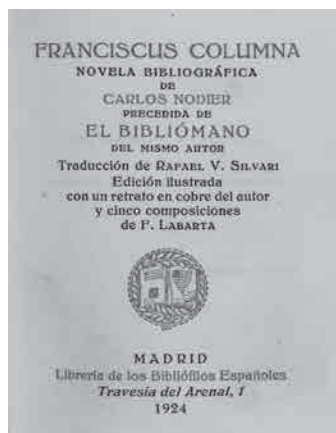 FRANCISCUS COLUMNA
NOVELA BIBLIOGRÁFICA
DE
CARLOS NODIER
PRECEDIDA DE
EL BIBLIÓMANO
DEL MISMO AUTOR
Traducción de RAFAEL V. SILVARI
Edición ilustrada
con un retrato en cobre del autor
y cinco composiciones
de F. LABARTA
MADRID
Librería de los Bibliófilos Españoles
Travesía del Arenal, 1
1924